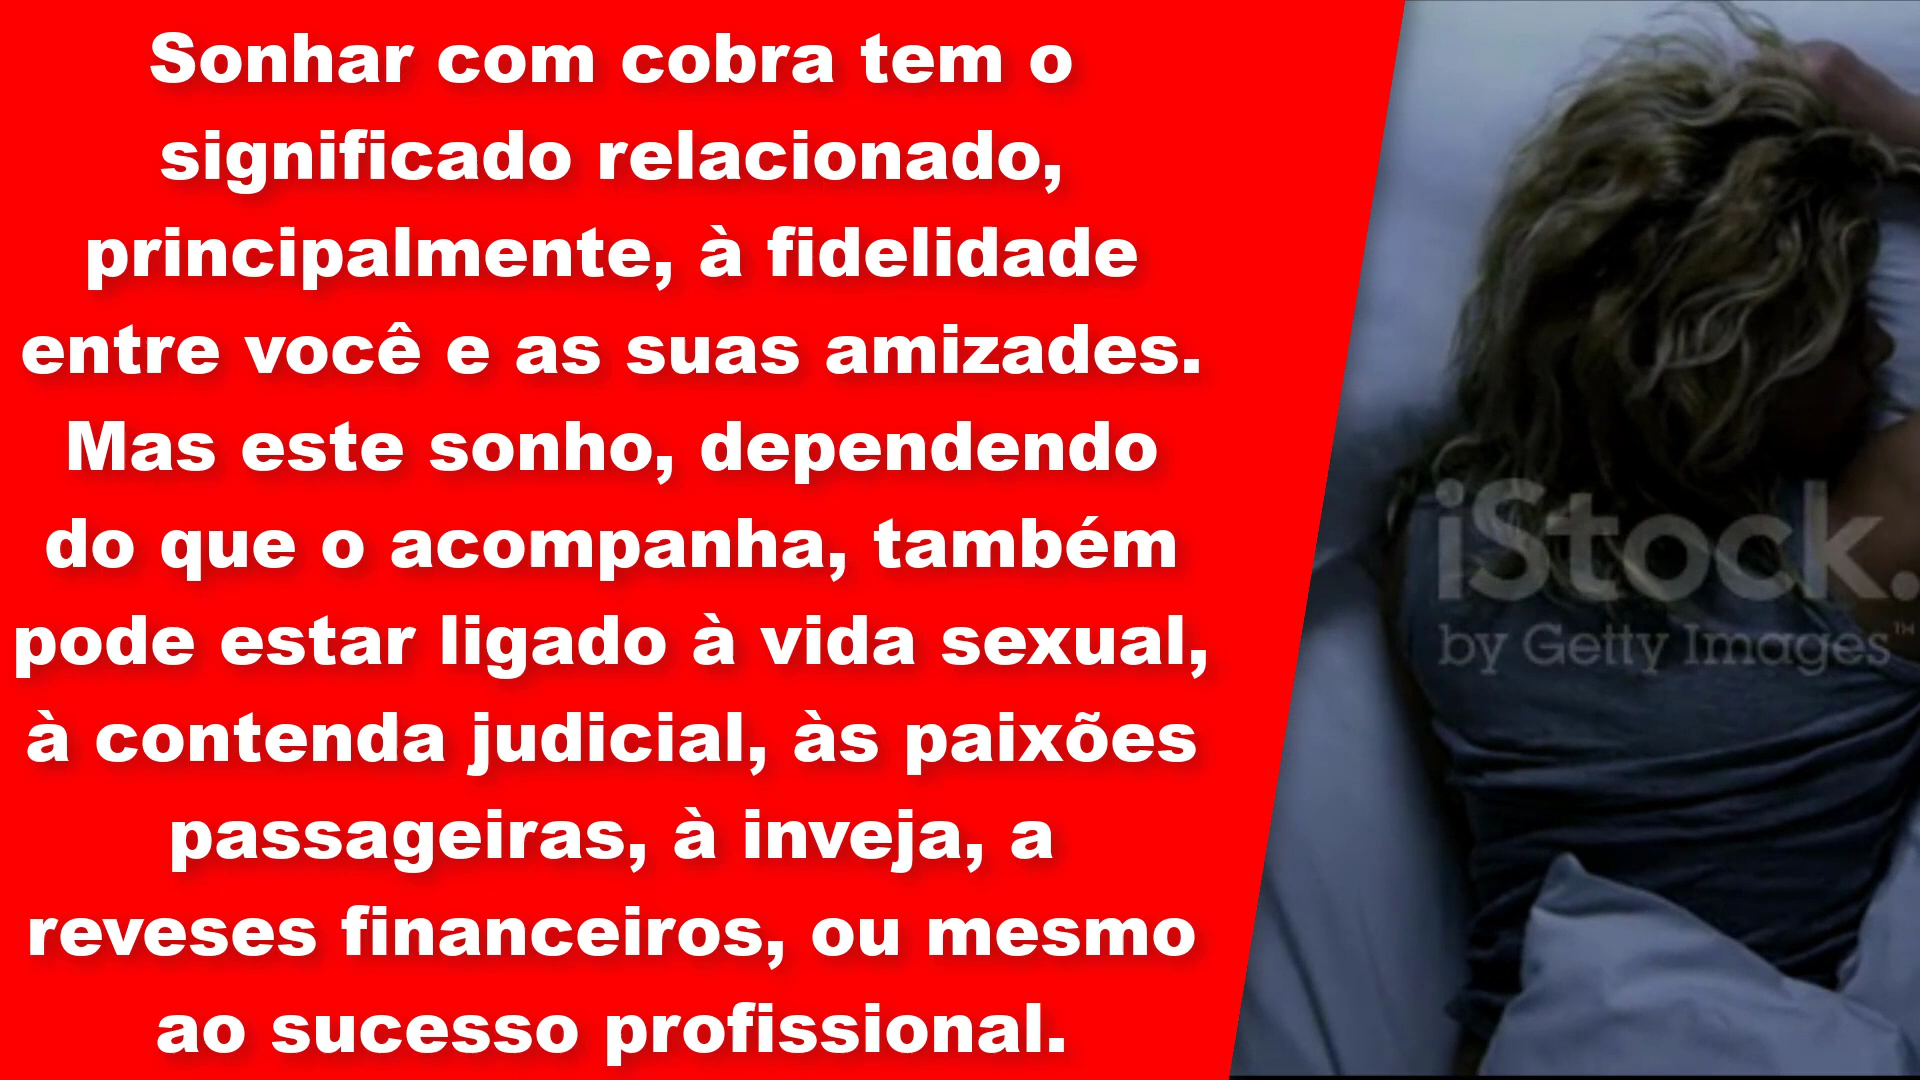 Sonhar com cobra tem o
significado relacionado,
principalmente, à fidelidade
entre você e as suas amizades.
Mas este sonho, dependendo
do que o acompanha, também
pode estar ligado à vida sexual,
à contenda judicial, às paixões
passageiras, à inveja, a
reveses financeiros, ou mesmo
ao sucesso profissional.
iStock.
by Getty Images™